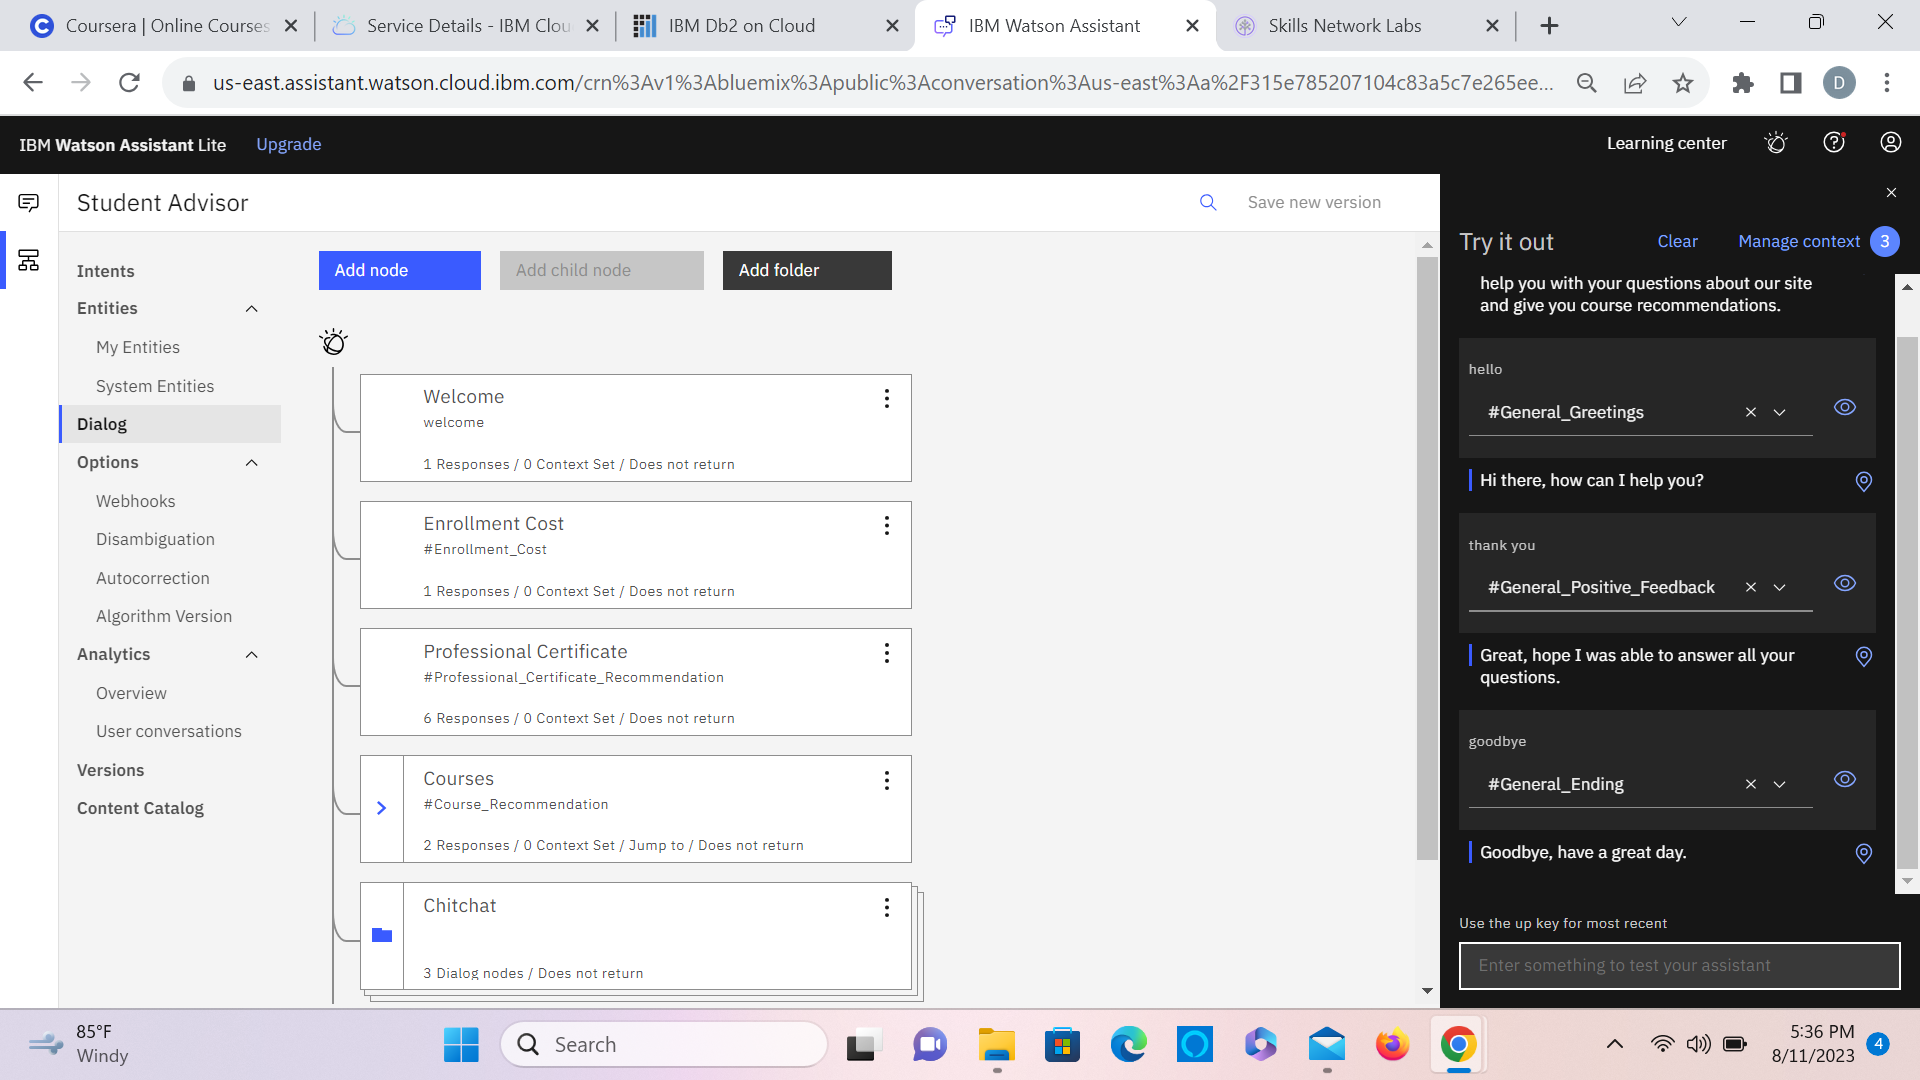 Coursera | Online Courses
Service Details - IBM Clou
IBM Db2 on Cloud
IBM Watson Assistant
Skills Network Labs
us-east.assistant.watson.cloud.ibm.com/crn%3Av1%3Abluemix%3Apublic%3Aconversation%3Aus-east%3Aa%2F315e785207104c83a5c7e265ee...
D
IBM Watson Assistant Lite
Upgrade
Learning center
Student Advisor
Save new version
Intents
Entities
My Entities
System Entities
Dialog
Options
Webhooks
Disambiguation
Autocorrection
Algorithm Version
Analytics
Overview
User conversations
Versions
Content Catalog
Add node
Add child node
Add folder
Welcome
welcome
1 Responses / 0 Context Set / Does not return
Enrollment Cost
#Enrollment_Cost
1 Responses / 0 Context Set / Does not return
Professional Certificate
#Professional_Certificate_Recommendation
6 Responses / 0 Context Set / Does not return
Courses
#Course_Recommendation
2 Responses / 0 Context Set / Jump to / Does not return
Chitchat
3 Dialog nodes / Does not return
Try it out
Clear
Manage context 3
help you with your questions about our site
and give you course recommendations.
hello
#General_Greetings
Hi there, how can I help you?
thank you
#General_Positive_Feedback
Great, hope I was able to answer all your
questions.
goodbye
#General_Ending
Goodbye, have a great day.
Use the up key for most recent
Enter something to test your assistant
85°F
Windy
Search
5:36 PM
8/11/2023
4